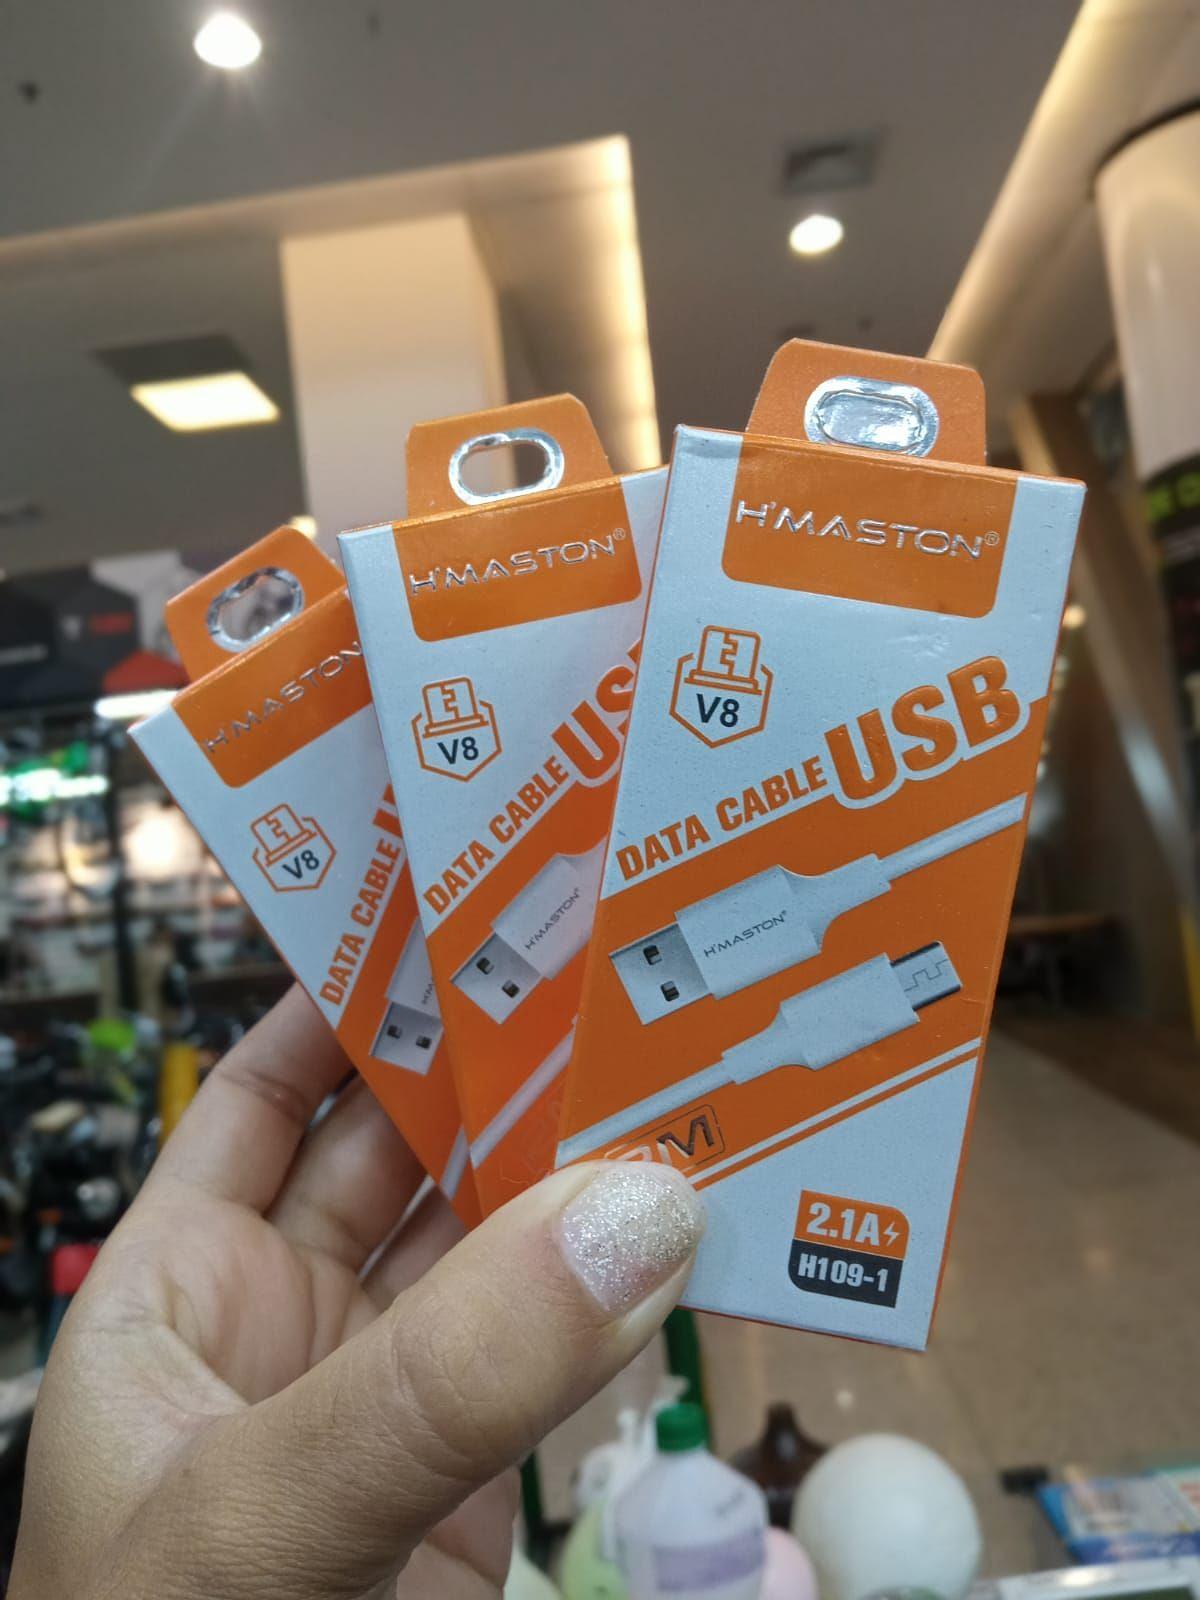 H'MASTON®
V8
DATA CABLE USB
H'MASTON®
2.1A
H109-1
H'MASTON®
V8
DATA CABLE
H'MASTON®
H'MASTON
V8
DATA CABLE